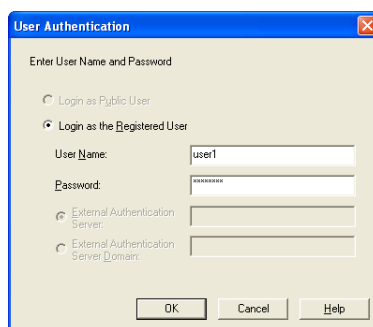 User Authentication
Enter User Name and Password
Login as Public User
Login as the Registered User
User Name:
user1
Password:
********
External Authentication
Server:
External Authentication
Server Domain:
OK Cancel Help